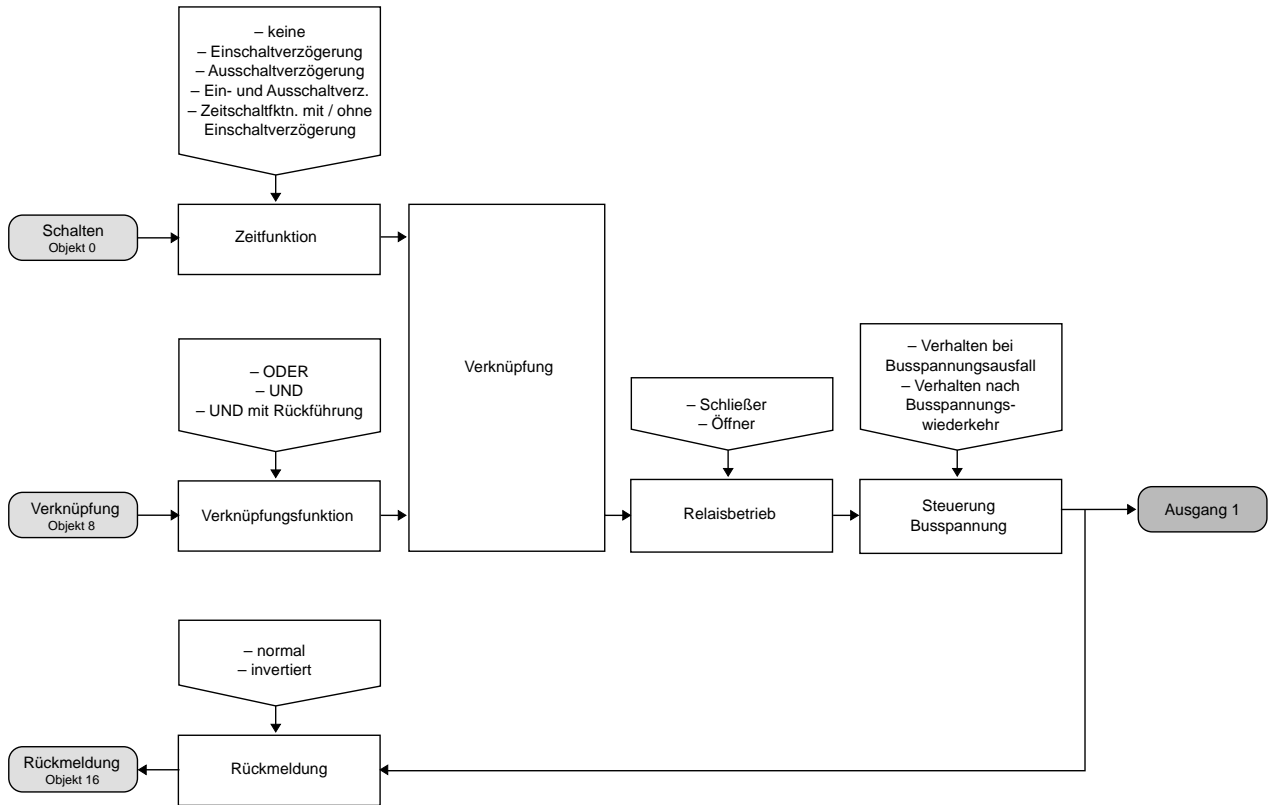 – keine
– Einschaltverzögerung
– Ausschaltverzögerung
– Ein- und Ausschaltverz.
– Zeitschaltfktn. mit / ohne
Einschaltverzögerung
Schalten
Objekt 0
Zeitfunktion
Verknüpfung
– ODER
– UND
– UND mit Rückführung
– Schließer
– Öffner
– Verhalten bei
Busspannungsausfall
– Verhalten nach
Busspannungs-
wiederkehr
Verknüpfung
Objekt 8
Verknüpfungsfunktion
Relaisbetrieb
Steuerung
Busspannung
Ausgang 1
– normal
– invertiert
Rückmeldung
Objekt 16
Rückmeldung